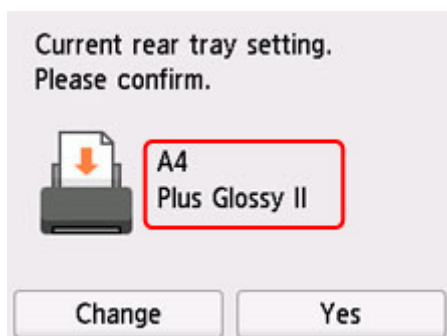 Current rear tray setting.
Please confirm.
A4
Plus Glossy II
Change
Yes